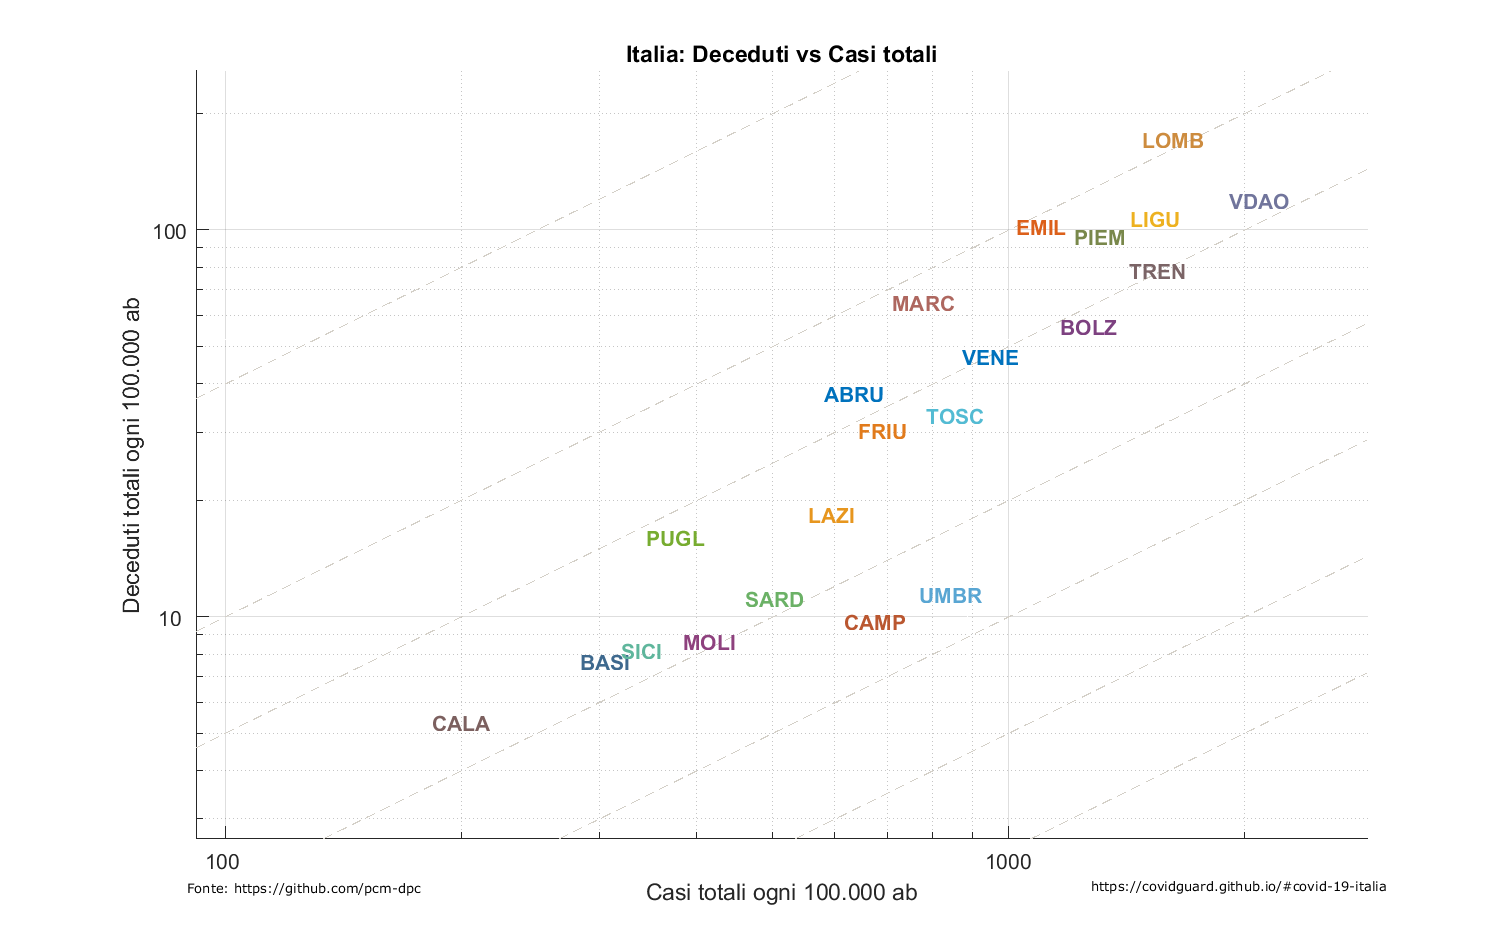 Italia: Deceduti vs Casi totali
LOMB
VDAO
LIGU
EMIL
PIEM
100
TREN
MARC
BOLZ
VENE
ABRU
TOSC
FRIU
LAZI
PUGL
SARD
UMBR
10
CAMP
MOLI
SICI
BASI
CALA
Deceduti totali ogni 100.000 ab
100
1000
Fonte: https://github.com/pcm-dpc
Casi totali ogni 100.000 ab
https://covidguard.github.io/#covid-19-italia